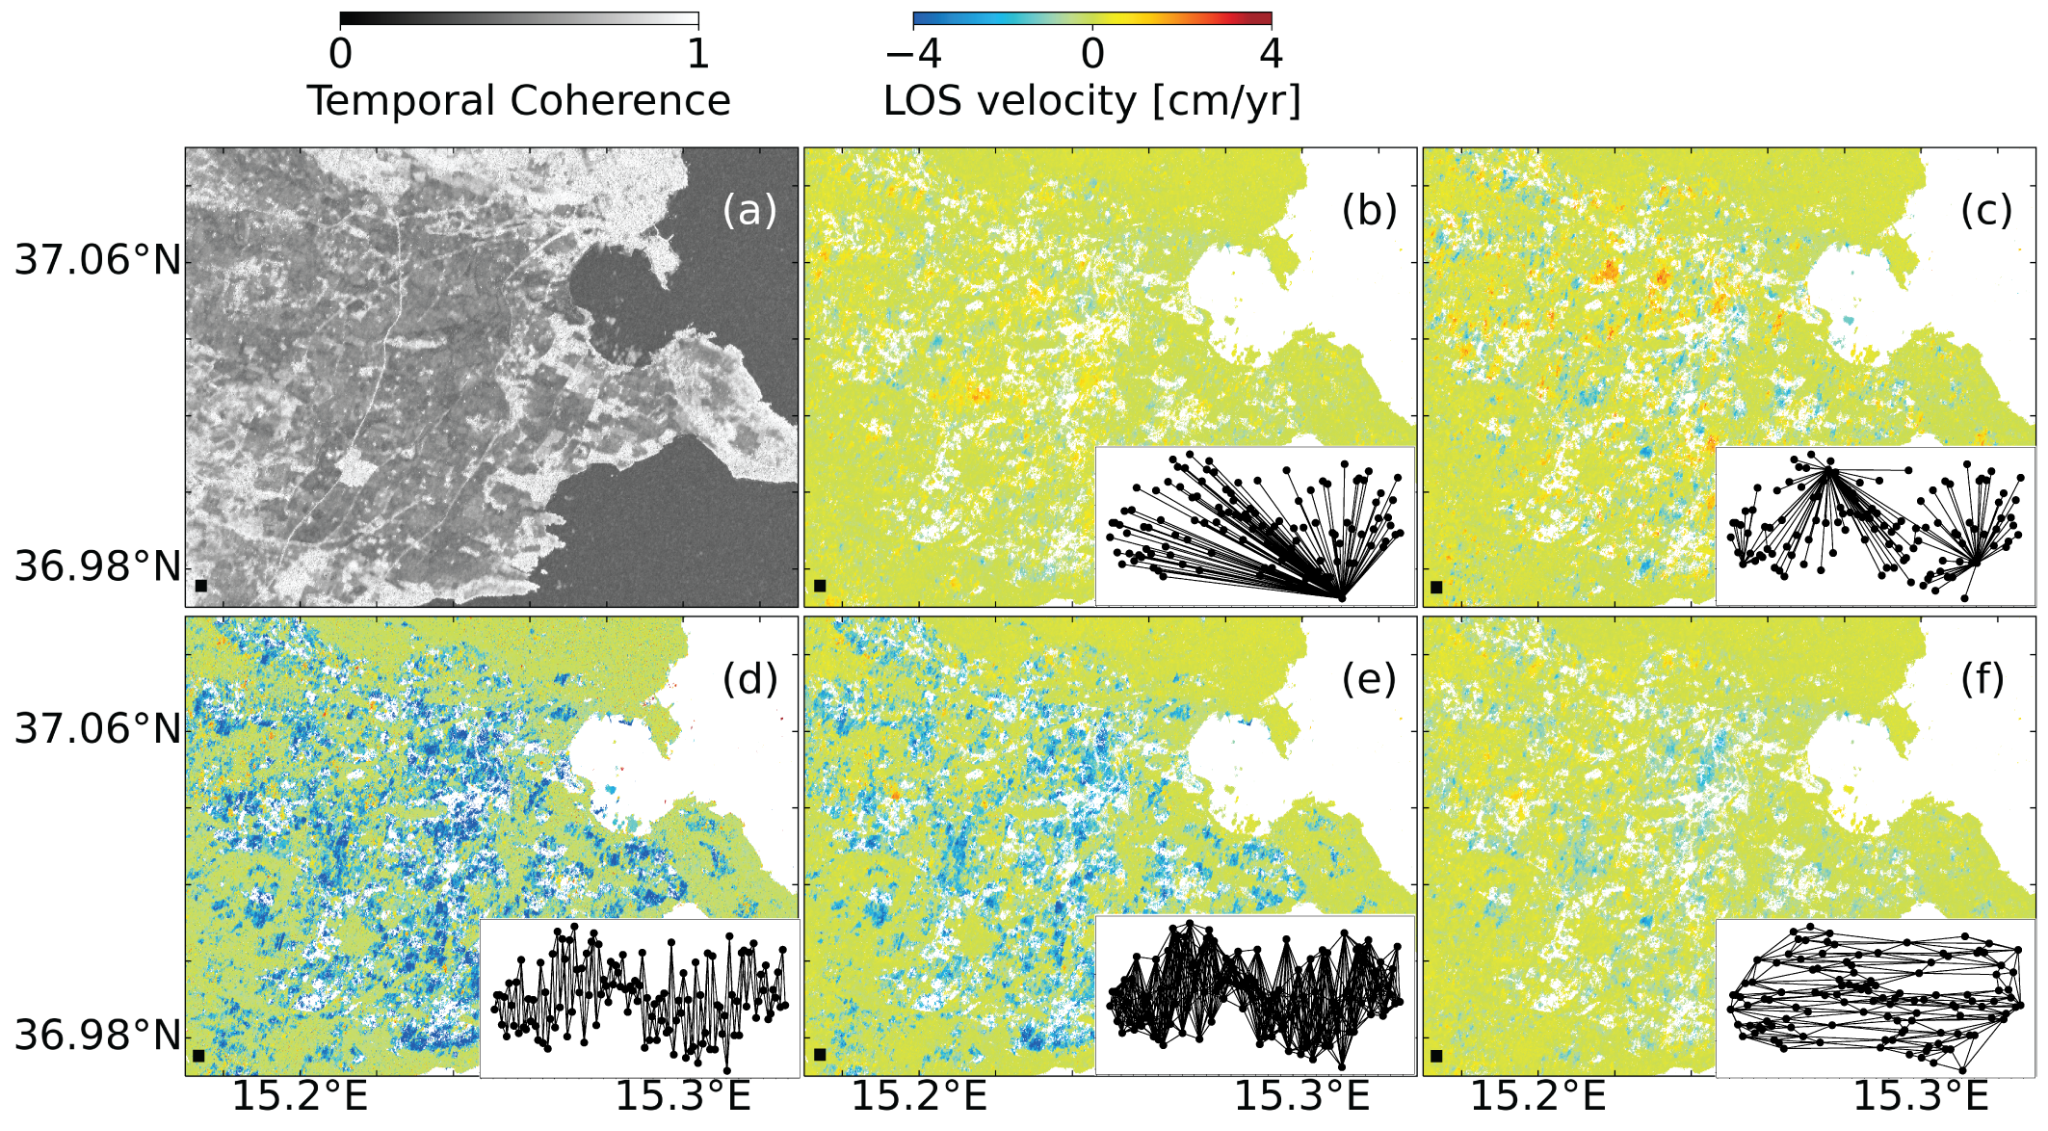 0 1 −4 0 4
Temporal Coherence LOS velocity [cm/yr]
(a) (b) (c)
37.06°N
36.98°N
(d) (e) (f)
37.06°N
36.98°N
15.2°E 15.3°E 15.2°E 15.3°E 15.2°E 15.3°E